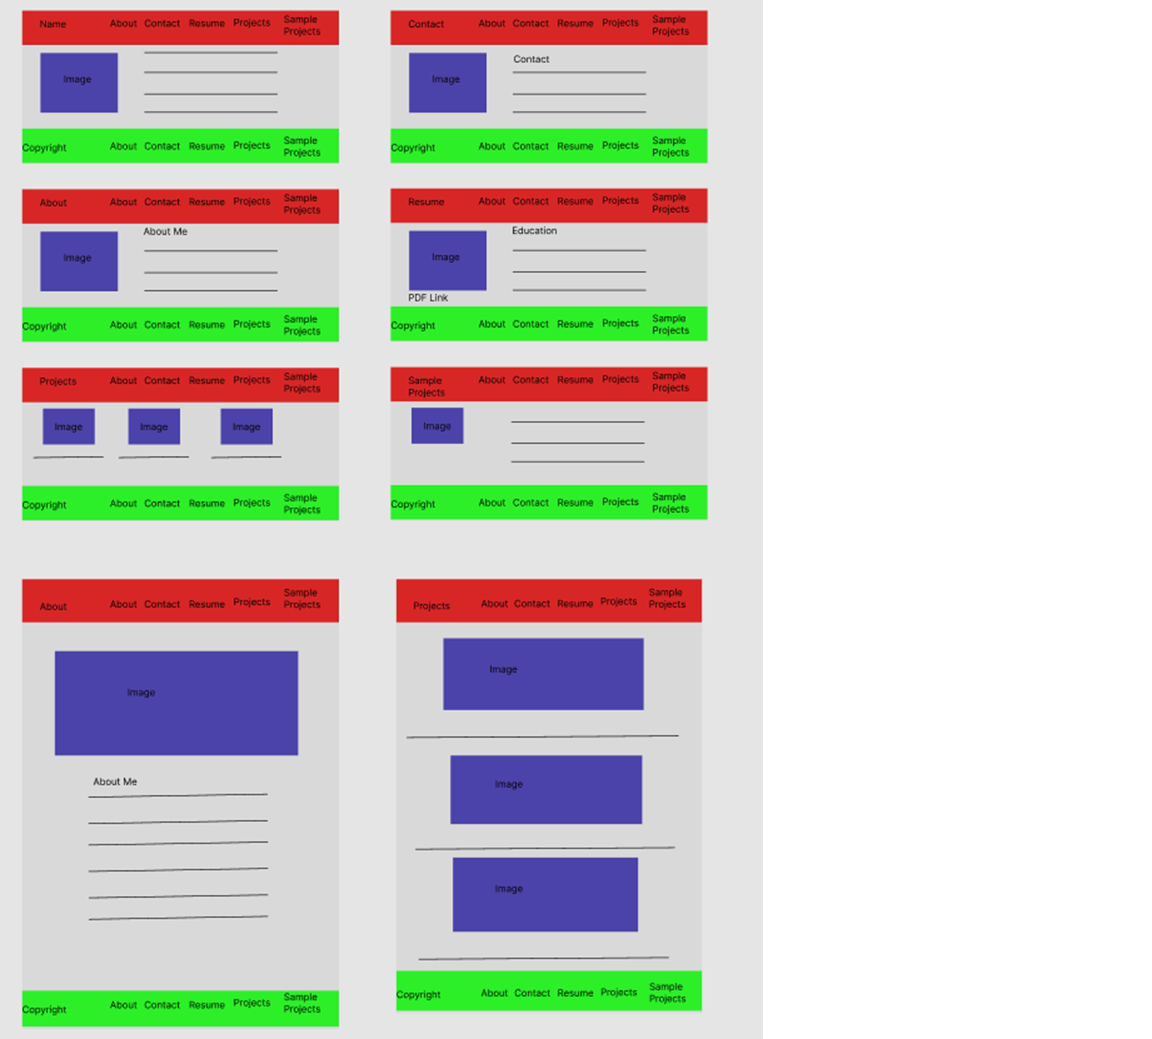 Name About Contact Resume Projects Sample
Projects
Image
Copyright About Contact Resume Projects Sample
Projects
Contact About Contact Resume Projects Sample
Projects
Image
Contact
Copyright About Contact Resume Projects Sample
Projects
About About Contact Resume Projects Sample
Projects
Image
About Me
Copyright About Contact Resume Projects Sample
Projects
Resume About Contact Resume Projects Sample
Projects
Image
Education
PDF Link
Copyright About Contact Resume Projects Sample
Projects
Projects About Contact Resume Projects Sample
Projects
Image Image Image
Copyright About Contact Resume Projects Sample
Projects
Sample
Projects
About Contact Resume Projects Sample
Projects
Image
Copyright About Contact Resume Projects Sample
Projects
About About Contact Resume Projects Sample
Projects
Image
About Me
Copyright About Contact Resume Projects Sample
Projects
Projects About Contact Resume Projects Sample
Projects
Image
Image
Image
Copyright About Contact Resume Projects Sample
Projects